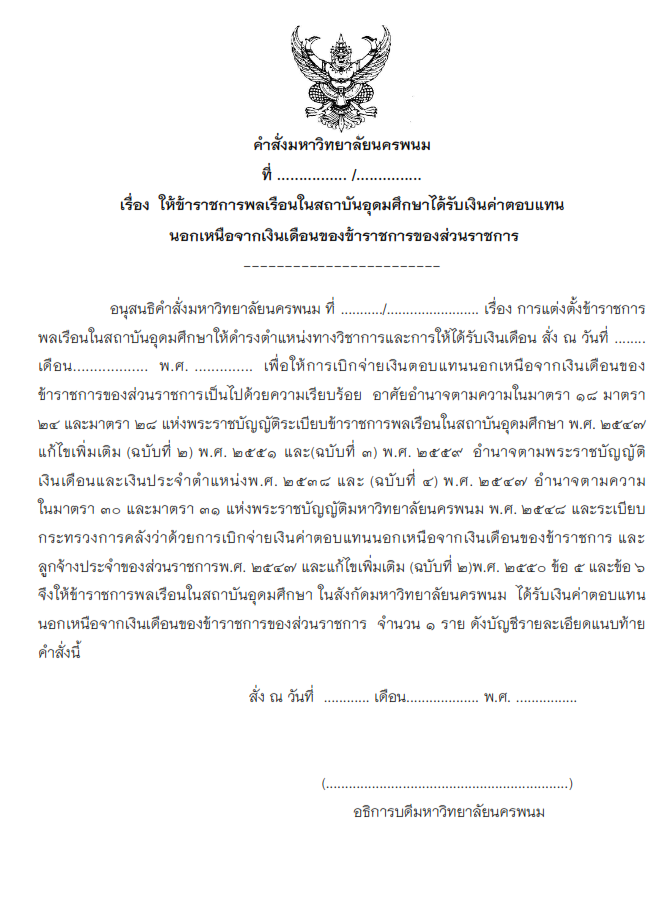 คำสั่งมหาวิทยาลัยนครพนม
ที่ ................ /...............
เรื่อง ให้ข้าราชการพลเรือนในสถาบันอุดมศึกษาได้รับเงินค่าตอบแทน
นอกเหนือจากเงินเดือนของข้าราชการของส่วนราชการ
------------------------
อนุสนธิคำสั่งมหาวิทยาลัยนครพนม ที่ .........../........................ เรื่อง การแต่งตั้งข้าราชการ
พลเรือนในสถาบันอุดมศึกษาให้ดำรงตำแหน่งทางวิชาการและการให้ได้รับเงินเดือน สั่ง ณ วันที่ ........
เดือน.................. พ.ศ. .............. เพื่อให้การเบิกจ่ายเงินตอบแทนนอกเหนือจากเงินเดือนของ
ข้าราชการของส่วนราชการเป็นไปด้วยความเรียบร้อย อาศัยอำนาจตามความในมาตรา ๑๘ มาตรา
๒๔ และมาตรา ๒๘ แห่งพระราชบัญญัติระเบียบข้าราชการพลเรือนในสถาบันอุดมศึกษา พ.ศ. ๒๕๔๗
แก้ไขเพิ่มเติม (ฉบับที่ ๒) พ.ศ. ๒๕๕๑ และ(ฉบับที่ ๓) พ.ศ. ๒๕๕๙ อำนาจตามพระราชบัญญัติ
เงินเดือนและเงินประจำตำแหน่งพ.ศ. ๒๕๓๘ และ (ฉบับที่ ๔) พ.ศ. ๒๕๔๗ อำนาจตามความ
ในมาตรา ๓๐ และมาตรา ๓๑ แห่งพระราชบัญญัติมหาวิทยาลัยนครพนม พ.ศ. ๒๕๔๘ และระเบียบ
กระทรวงการคลังว่าด้วยการเบิกจ่ายเงินค่าตอบแทนนอกเหนือจากเงินเดือนของข้าราชการ และ
ลูกจ้างประจำของส่วนราชการพ.ศ. ๒๕๔๗ และแก้ไขเพิ่มเติม (ฉบับที่ ๒)พ.ศ. ๒๕๕๐ ข้อ ๕ และข้อ ๖
จึงให้ข้าราชการพลเรือนในสถาบันอุดมศึกษา ในสังกัดมหาวิทยาลัยนครพนม ได้รับเงินค่าตอบแทน
นอกเหนือจากเงินเดือนของข้าราชการของส่วนราชการ จำนวน ๑ ราย ดังบัญชีรายละเอียดแนบท้าย
คำสั่งนี้
สั่ง ณ วันที่ ............ เดือน................... พ.ศ. ................
(...............................................................)
อธิการบดีมหาวิทยาลัยนครพนม